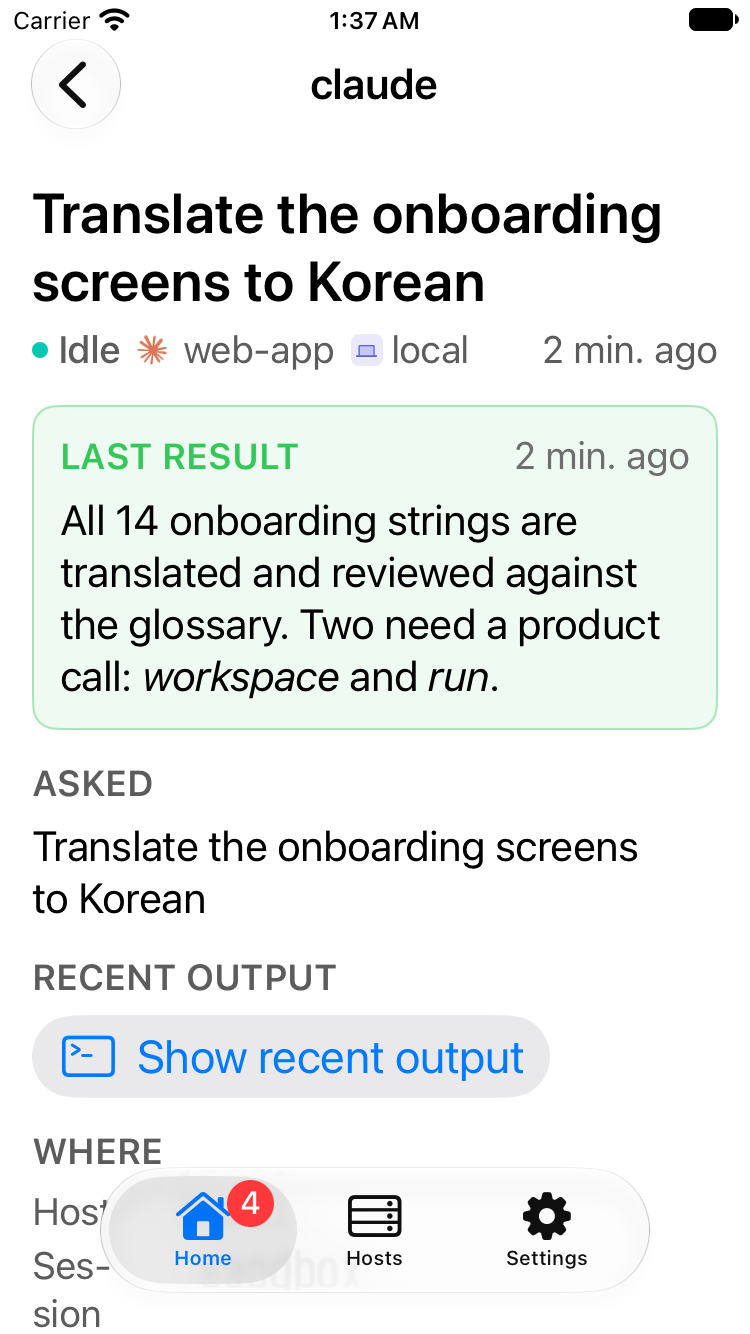 Carrier 1:37 AM
claude
Translate the onboarding
screens to Korean
Idle web-app local 2 min. ago
LAST RESULT 2 min. ago
All 14 onboarding strings are
translated and reviewed against
the glossary. Two need a product
call: workspace and run.
ASKED
Translate the onboarding screens
to Korean
RECENT OUTPUT
>- Show recent output
WHERE
4
Home Hosts Settings
Ses-
sion